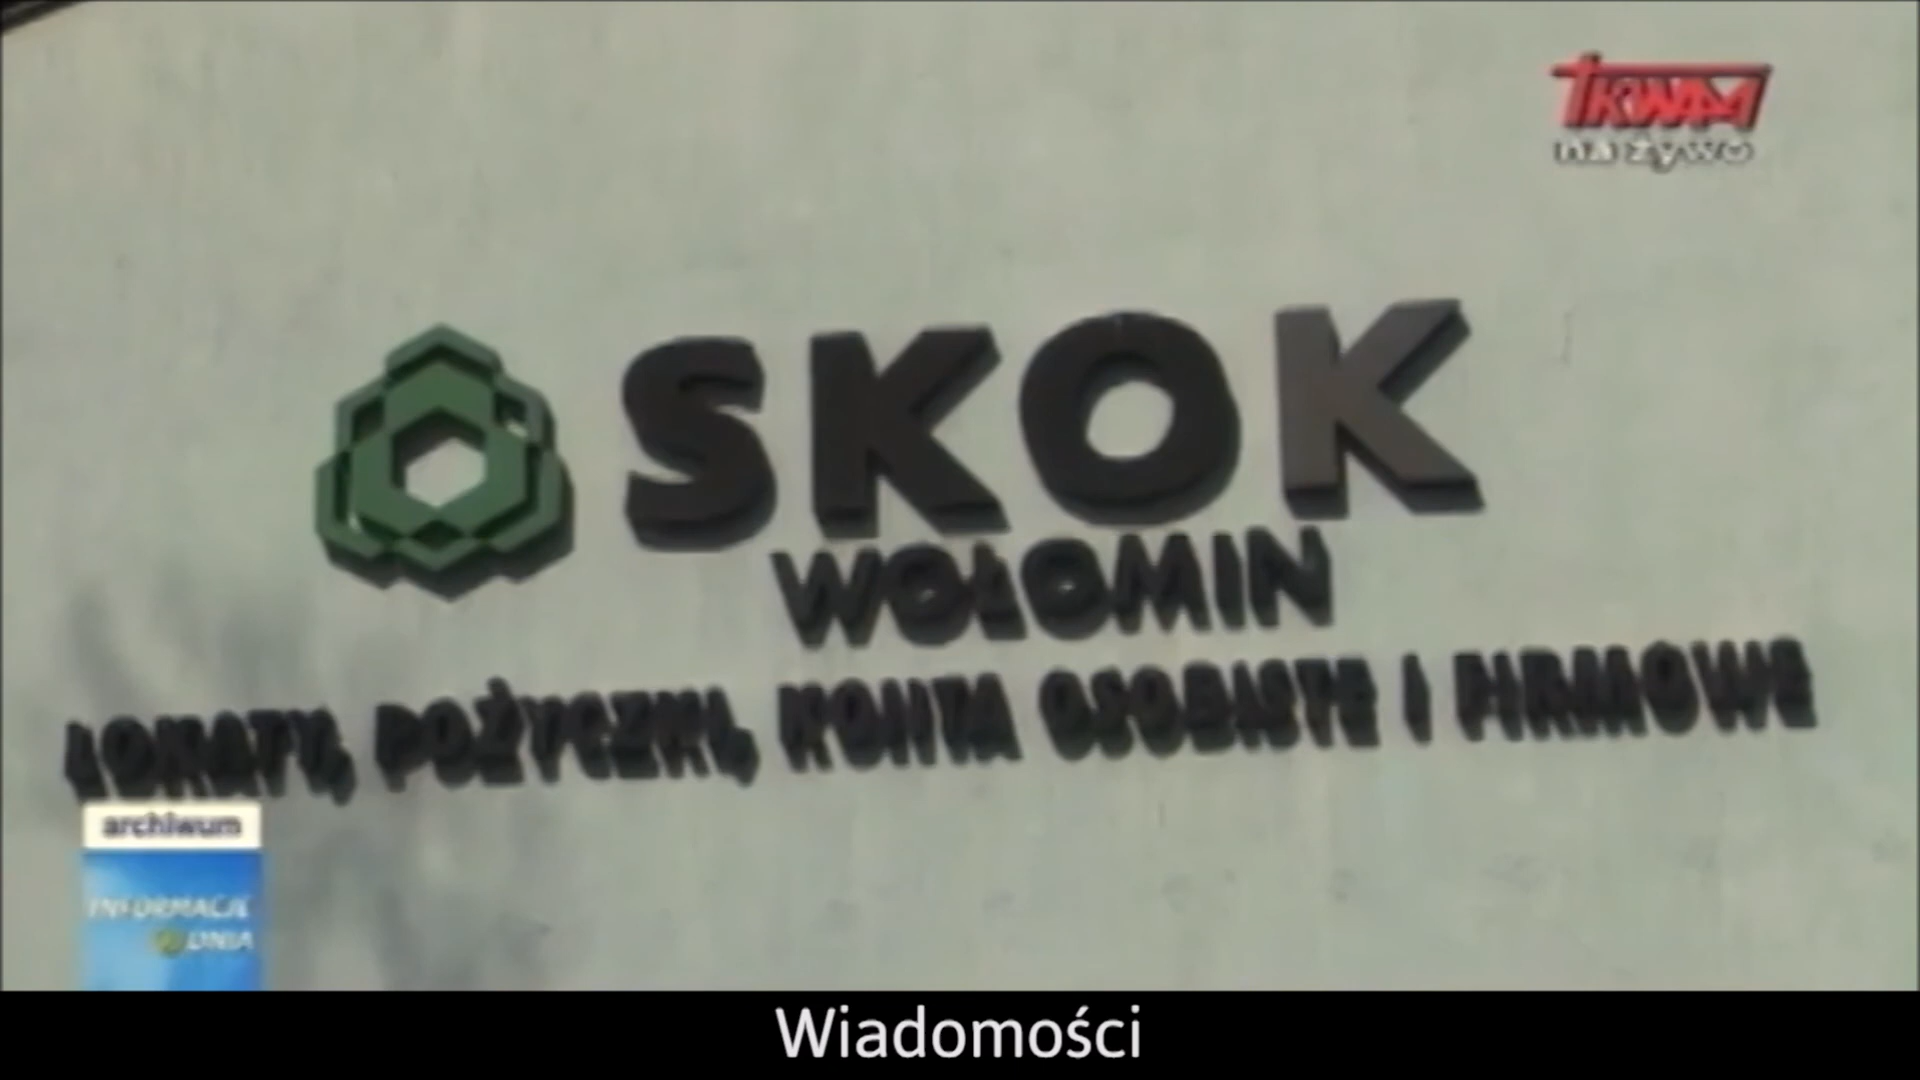 TRWAM
na żywo
SKOK
WOŁOMIN
LOKATY, POŻYCZKI, KONTA OSOBISTE I FIRMOWE
archiwum
INFORMACJE
DNIA
Wiadomości